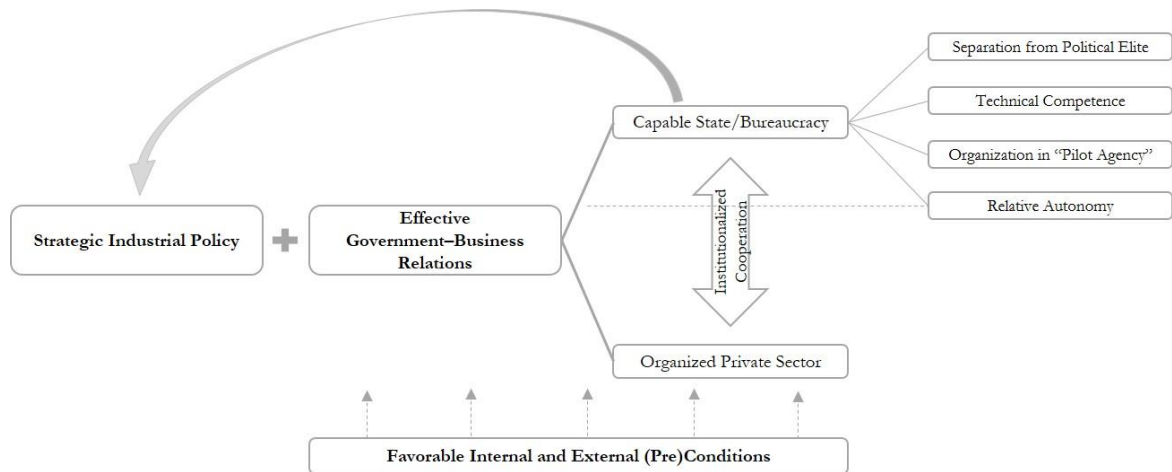 Separation from Political Elite
Capable State/Bureaucracy
Technical Competence
Organization in “Pilot Agency”
Relative Autonomy
Strategic Industrial Policy
Effective
Government–Business
Relations
Institutionalized
Cooperation
Organized Private Sector
Favorable Internal and External (Pre)Conditions